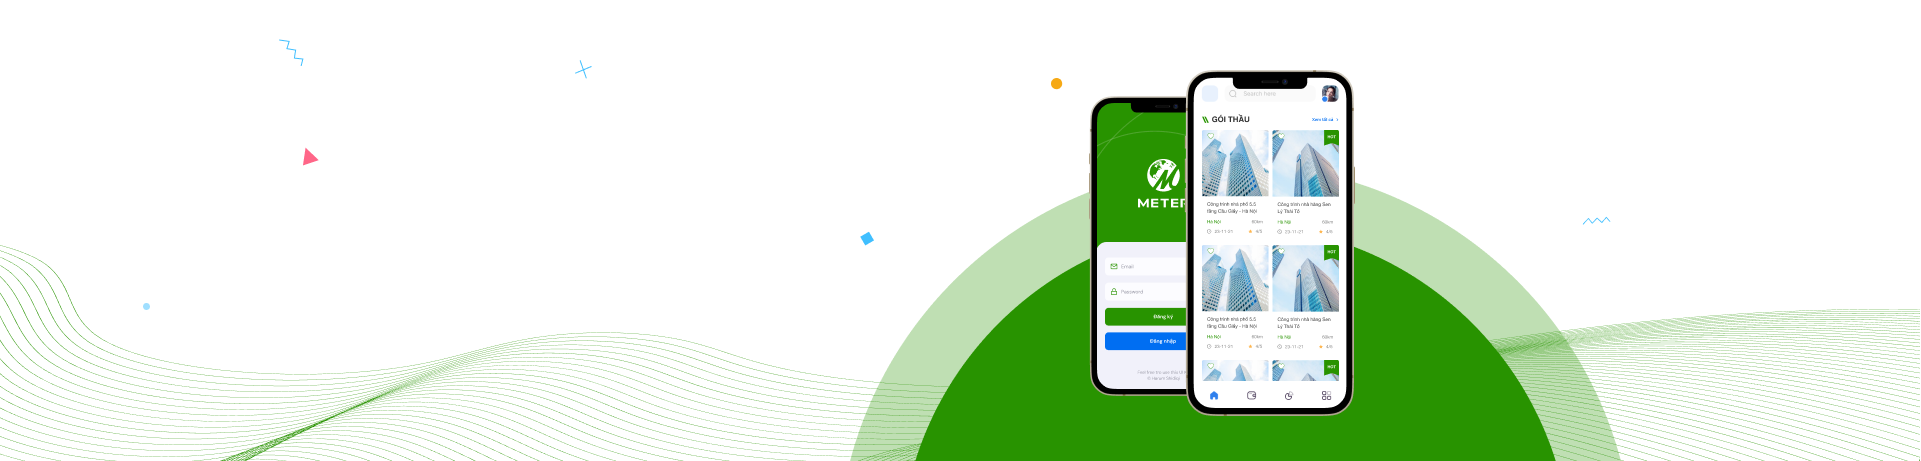 METER
Email
Password
Đăng ký
Đăng nhập
Search here
GÓI THẦU
Xem tất cả
HOT
Công trình nhà phố 5,5
tầng Cầu Giấy - Hà Nội
Hà Nội
60km
23-11-21
4/5
Công trình nhà hàng Sen
Lý Thái Tổ
Hà Nội
60km
23-11-21
4/5
HOT
Công trình nhà phố 5,5
tầng Cầu Giấy - Hà Nội
Hà Nội
60km
23-11-21
4/5
Công trình nhà hàng Sen
Lý Thái Tổ
Hà Nội
60km
23-11-21
4/5
HOT